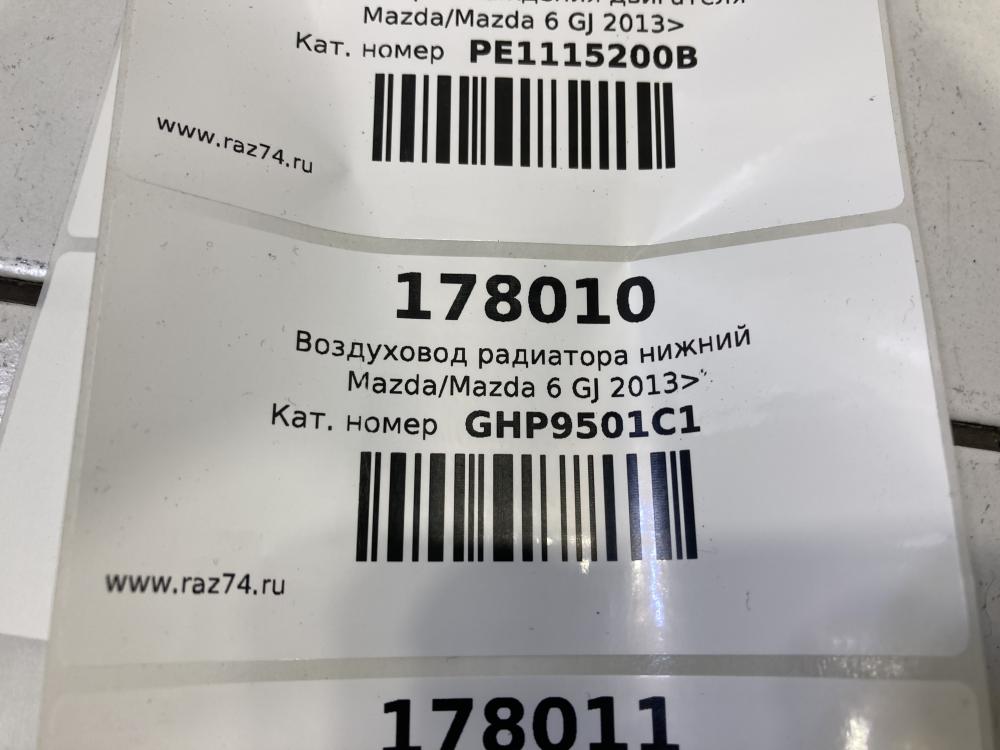 двигателя
Mazda/Mazda 6 GJ 2013>
Кат. номер PE1115200B
www.raz74.ru
178010
Воздуховод радиатора нижний
Mazda/Mazda 6 GJ 2013>
Кат. номер GHP9501C1
www.raz74.ru
178011